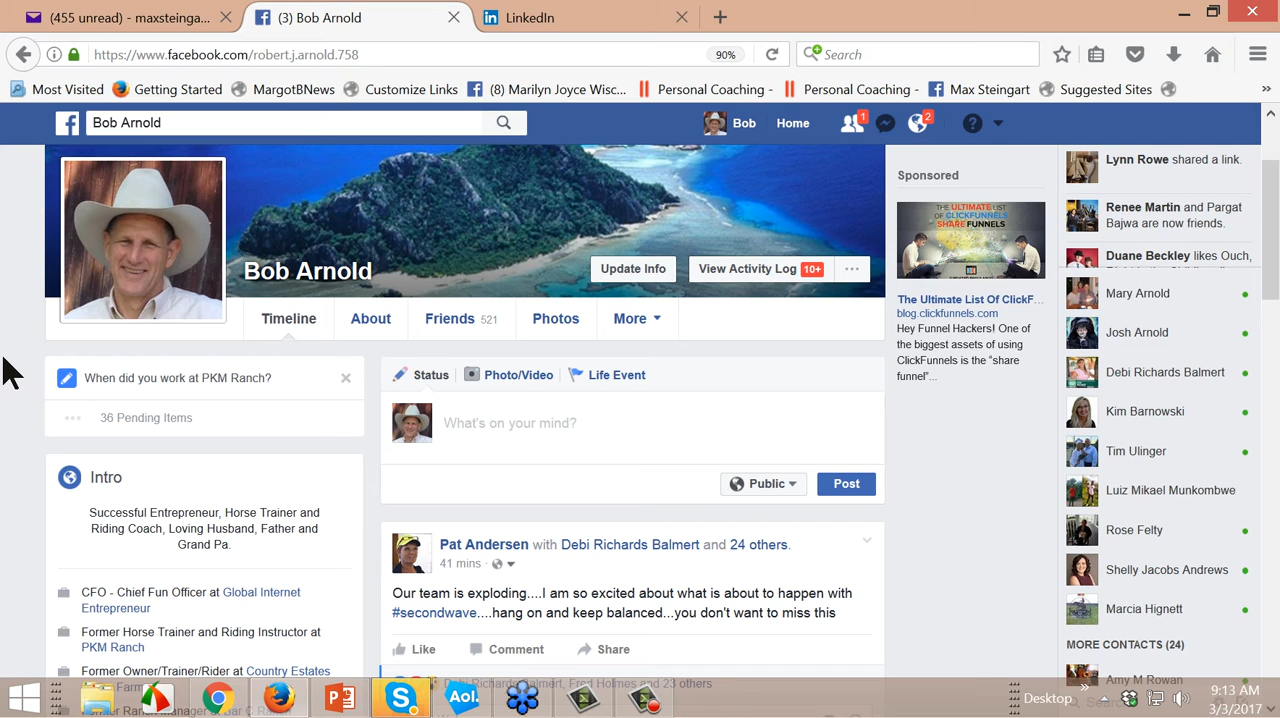 (455 unread) - maxsteinga...
(3) Bob Arnold
LinkedIn
https://www.facebook.com/robert.j.arnold.758
90%
Search
Most Visited
Getting Started
MargotBNews
Customize Links
(8) Marilyn Joyce Wisc...
Personal Coaching -
Personal Coaching -
Max Steingart
Suggested Sites
Bob Arnold
Bob
Home
1
2
Bob Arnold
Update Info
View Activity Log 10+
Timeline
About
Friends 521
Photos
More
When did you work at PKM Ranch?
36 Pending Items
Intro
Successful Entrepreneur, Horse Trainer and
Riding Coach, Loving Husband, Father and
Grand Pa.
CFO - Chief Fun Officer at Global Internet
Entrepreneur
Former Horse Trainer and Riding Instructor at
PKM Ranch
Former Owner/Trainer/Rider at Country Estates
Status
Photo/Video
Life Event
What's on your mind?
Public
Post
Pat Andersen with Debi Richards Balmert and 24 others.
41 mins
Our team is exploding....I am so excited about what is about to happen with
#secondwave....hang on and keep balanced...you don't want to miss this
Like
Comment
Share
Debi Richards Balmert, Fred Holmes and 23 others
Sponsored
THE ULTIMATE LIST
OF CLICKFUNNELS
SHARE FUNNELS
The Ultimate List Of ClickF...
blog.clickfunnels.com
Hey Funnel Hackers! One of
the biggest assets of using
ClickFunnels is the "share
funnel"...
Lynn Rowe shared a link.
Renee Martin and Pargat
Bajwa are now friends.
Duane Beckley likes Ouch,
Mary Arnold
Josh Arnold
Debi Richards Balmert
Kim Barnowski
Tim Ulinger
Luiz Mikael Munkombwe
Rose Felty
Shelly Jacobs Andrews
Marcia Hignett
MORE CONTACTS (24)
Amy M Rowan
Aol.
Desktop
9:13 AM
3/3/2017